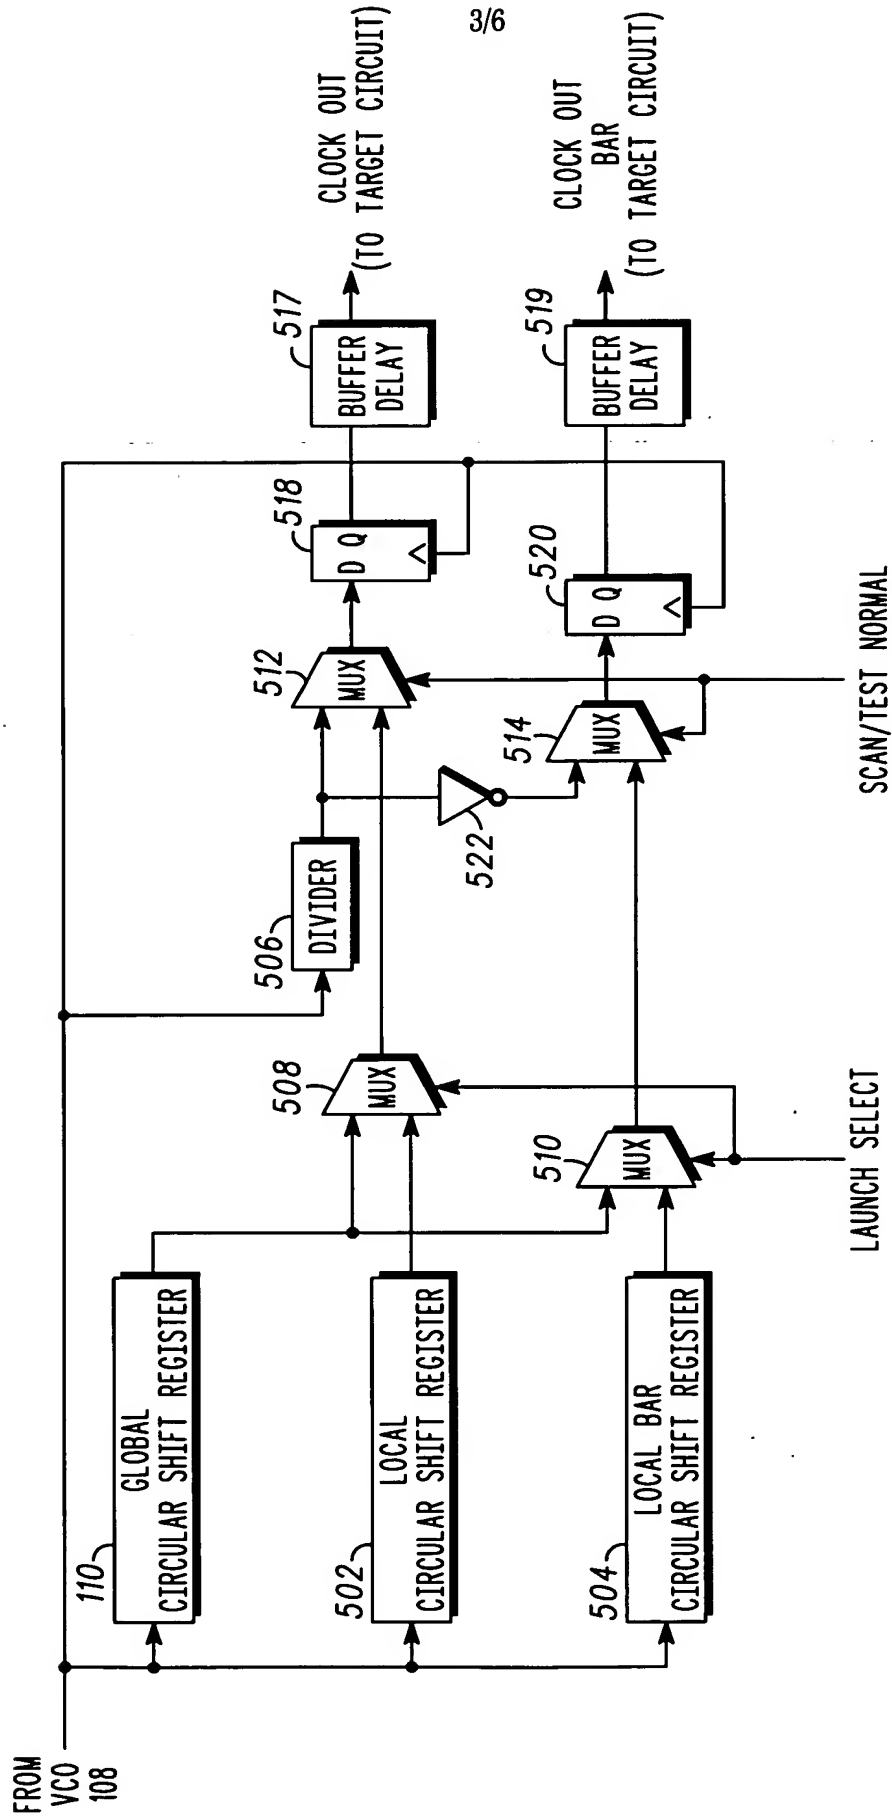 3/6
FROM
VCO
108
110
GLOBAL
CIRCULAR SHIFT REGISTER
502
LOCAL
CIRCULAR SHIFT REGISTER
504
LOCAL BAR
CIRCULAR SHIFT REGISTER
508
MUX
510
MUX
LAUNCH SELECT
506
DIVIDER
522
512
MUX
514
MUX
SCAN/TEST NORMAL
518
D Q
520
D Q
517
BUFFER
DELAY
519
BUFFER
DELAY
CLOCK OUT
(TO TARGET CIRCUIT)
CLOCK OUT
BAR
(TO TARGET CIRCUIT)